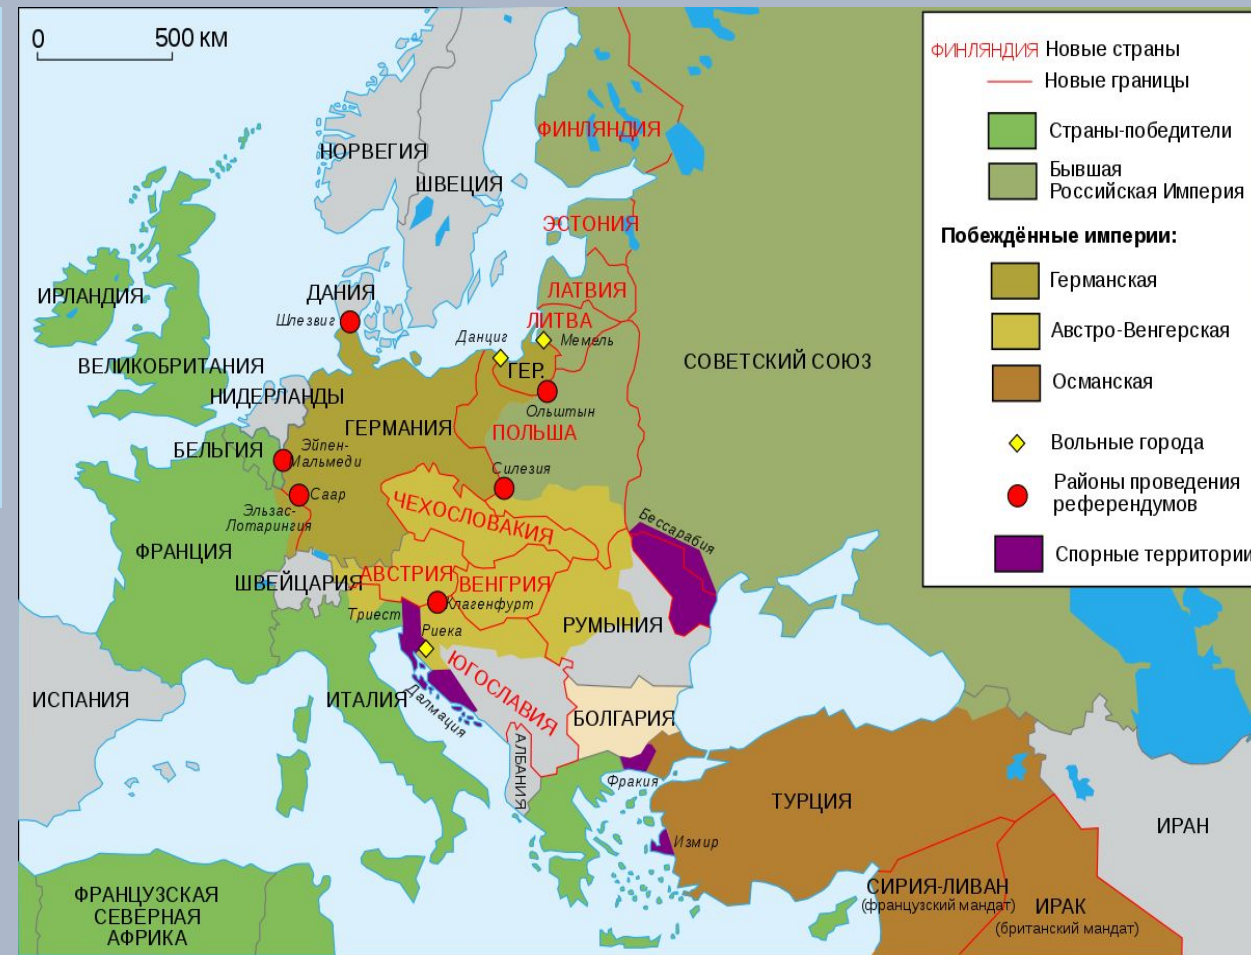 0 500 КМ
ФИНЛЯНДИЯ Новые страны
Новые границы
Страны-победители
Бывшая
Российская Империя
Побеждённые империи:
Германская
Австро-Венгерская
Османская
Вольные города
Районы проведения
референдумов
Спорные территории
ФИНЛЯНДИЯ
НОРВЕГИЯ
ШВЕЦИЯ
ЭСТОНИЯ
ИРЛАНДИЯ
ДАНИЯ
ЛАТВИЯ
Шлезвиг
ЛИТВА
Данциг
Мемель
ВЕЛИКОБРИТАНИЯ
ГЕР.
СОВЕТСКИЙ СОЮЗ
НИДЕРЛАНДЫ
Ольштын
ГЕРМАНИЯ
ПОЛЬША
БЕЛЬГИЯ
Эйпен-
Мальмеди
Силезия
Саар
Эльзас-
Лотарингия
ЧЕХОСЛОВАКИЯ
Бессарабия
ФРАНЦИЯ
ШВЕЙЦАРИЯ
АВСТРИЯ
ВЕНГРИЯ
Клагенфурт
Триест
Риека
РУМЫНИЯ
ЮГОСЛАВИЯ
ИСПАНИЯ
ИТАЛИЯ
Далмация
БОЛГАРИЯ
АЛБАНИЯ
Фракия
ТУРЦИЯ
ИРАН
Измир
ФРАНЦУЗСКАЯ
СЕВЕРНАЯ
АФРИКА
СИРИЯ-ЛИВАН
(французский мандат)
ИРАК
(британский мандат)